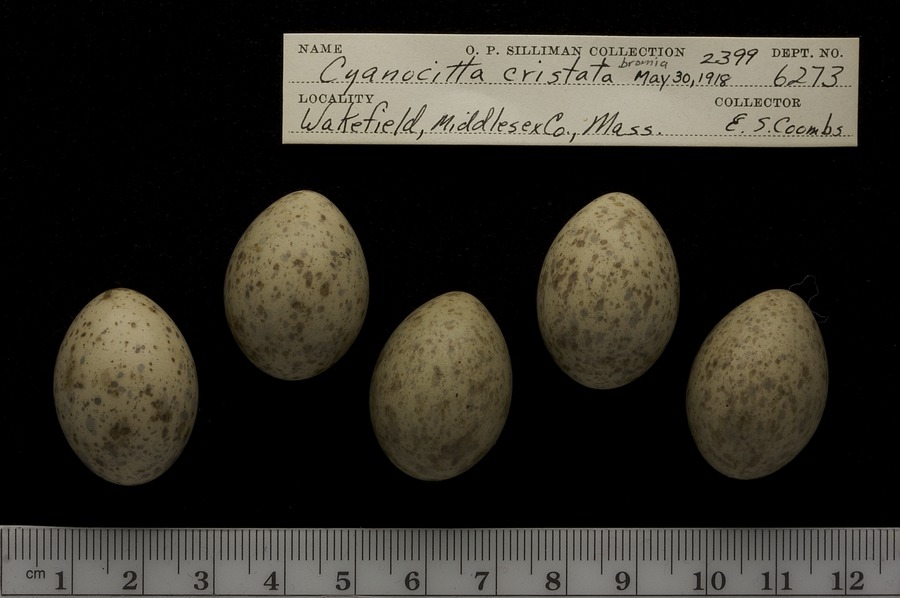 NAME O. P. SILLIMAN COLLECTION 2399 DEPT. NO.
Cyanocitta cristata bromia May 30, 1918 6273
LOCALITY COLLECTOR
Wakefield, Middlesex Co., Mass. E. S. Coombs
cm 1 2 3 4 5 6 7 8 9 10 11 12